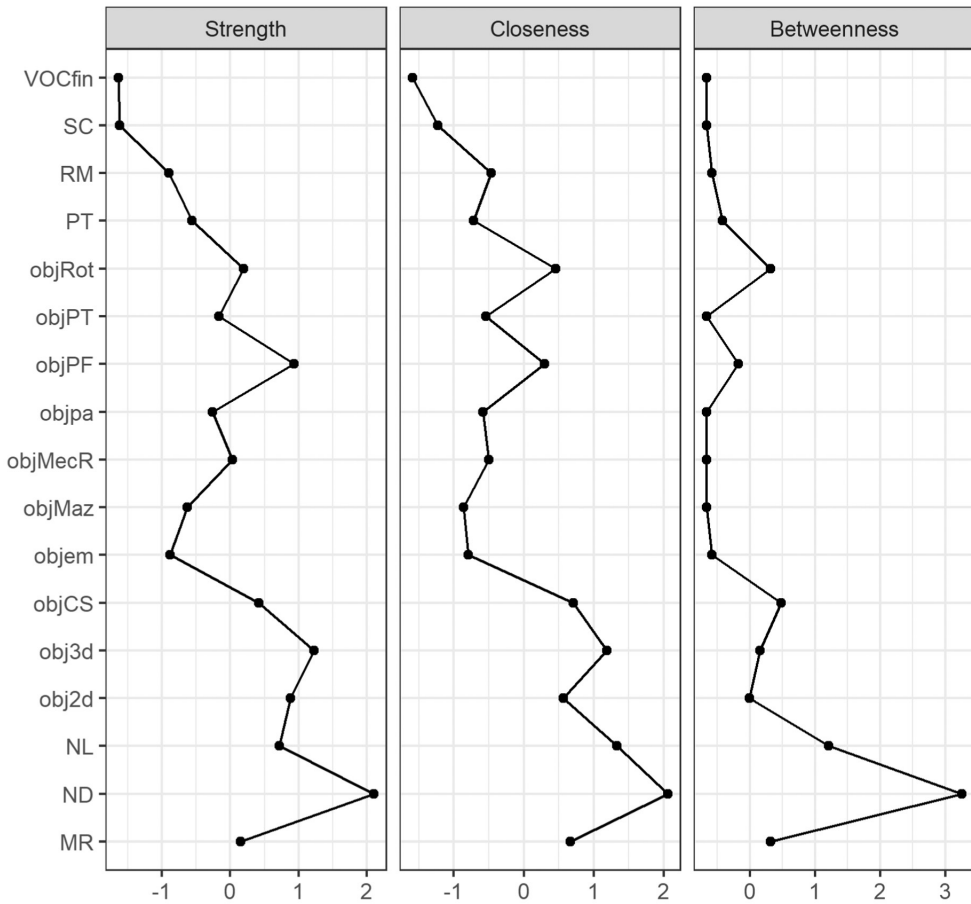 Strength Closeness Betweenness
VOCfin
SC
RM
PT
objRot
objPT
objPF
objpa
objMecR
objMaz
objem
objCS
obj3d
obj2d
NL
ND
MR
-1 0 1 2 -1 0 1 2 0 1 2 3